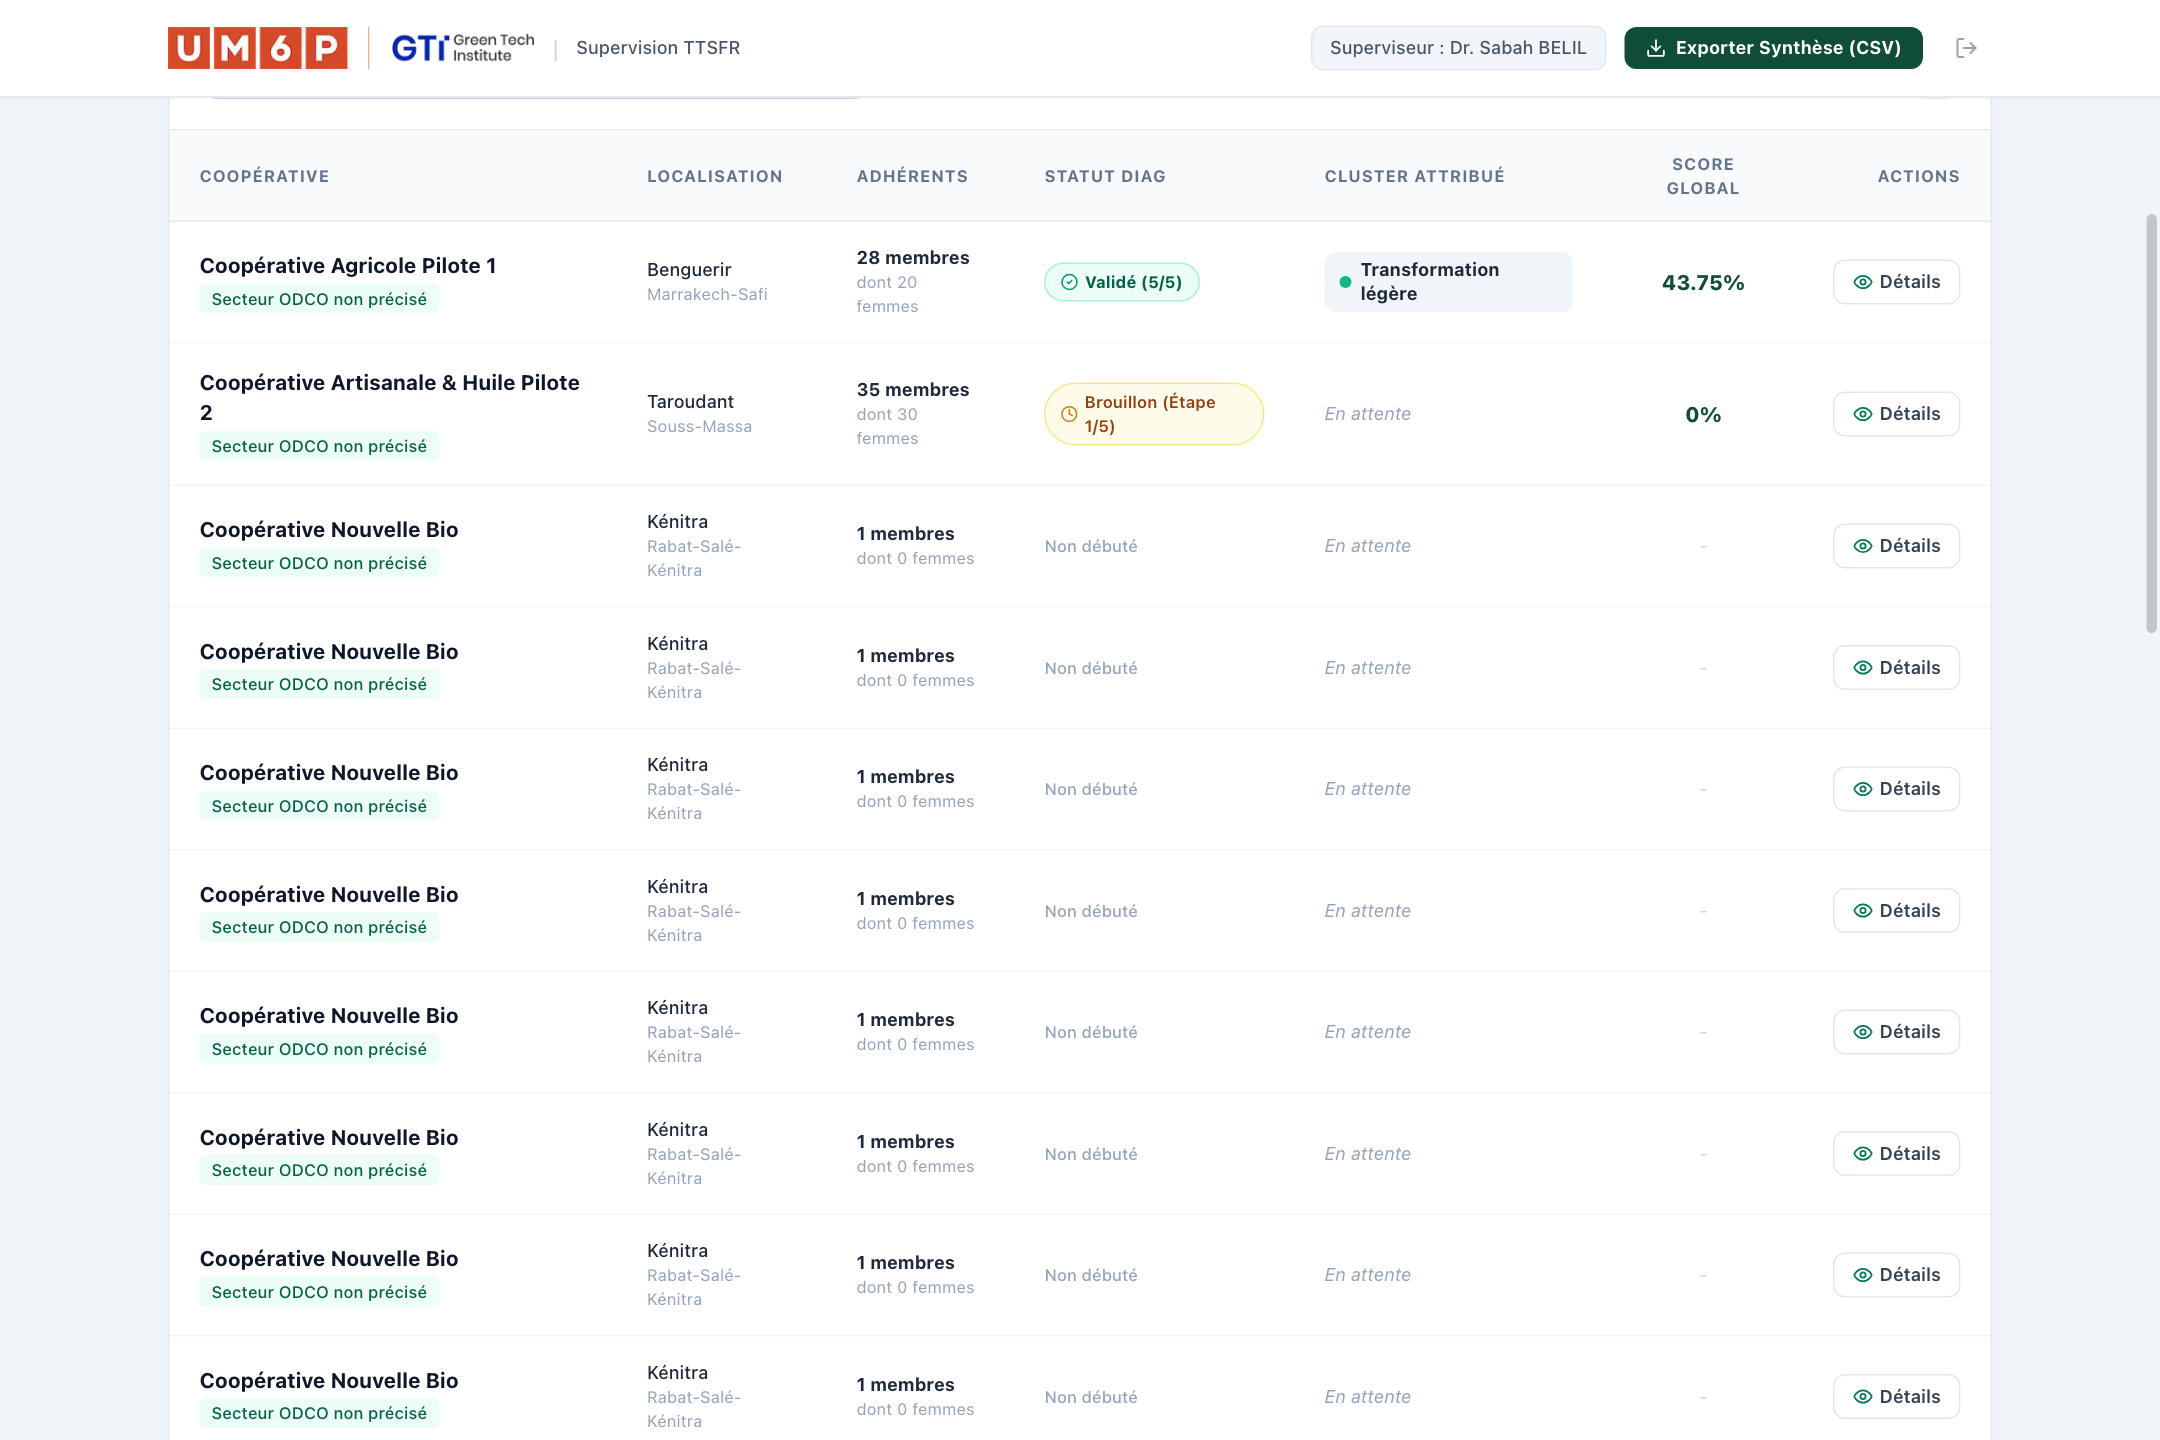 UM6P
GTi Green Tech Institute
Supervision TTSFR
Superviseur : Dr. Sabah BELIL
Exporter Synthèse (CSV)
COOPÉRATIVE
LOCALISATION
ADHÉRENTS
STATUT DIAG
CLUSTER ATTRIBUÉ
SCORE
GLOBAL
ACTIONS
Coopérative Agricole Pilote 1
Secteur ODCO non précisé
Benguerir
Marrakech-Safi
28 membres
dont 20
femmes
Validé (5/5)
Transformation
légère
43.75%
Détails
Coopérative Artisanale & Huile Pilote
2
Secteur ODCO non précisé
Taroudant
Souss-Massa
35 membres
dont 30
femmes
Brouillon (Étape
1/5)
En attente
0%
Détails
Coopérative Nouvelle Bio
Secteur ODCO non précisé
Kénitra
Rabat-Salé-
Kénitra
1 membres
dont 0 femmes
Non débuté
En attente
-
Détails
Coopérative Nouvelle Bio
Secteur ODCO non précisé
Kénitra
Rabat-Salé-
Kénitra
1 membres
dont 0 femmes
Non débuté
En attente
-
Détails
Coopérative Nouvelle Bio
Secteur ODCO non précisé
Kénitra
Rabat-Salé-
Kénitra
1 membres
dont 0 femmes
Non débuté
En attente
-
Détails
Coopérative Nouvelle Bio
Secteur ODCO non précisé
Kénitra
Rabat-Salé-
Kénitra
1 membres
dont 0 femmes
Non débuté
En attente
-
Détails
Coopérative Nouvelle Bio
Secteur ODCO non précisé
Kénitra
Rabat-Salé-
Kénitra
1 membres
dont 0 femmes
Non débuté
En attente
-
Détails
Coopérative Nouvelle Bio
Secteur ODCO non précisé
Kénitra
Rabat-Salé-
Kénitra
1 membres
dont 0 femmes
Non débuté
En attente
-
Détails
Coopérative Nouvelle Bio
Secteur ODCO non précisé
Kénitra
Rabat-Salé-
Kénitra
1 membres
dont 0 femmes
Non débuté
En attente
-
Détails
Coopérative Nouvelle Bio
Secteur ODCO non précisé
Kénitra
Rabat-Salé-
Kénitra
1 membres
dont 0 femmes
Non débuté
En attente
-
Détails